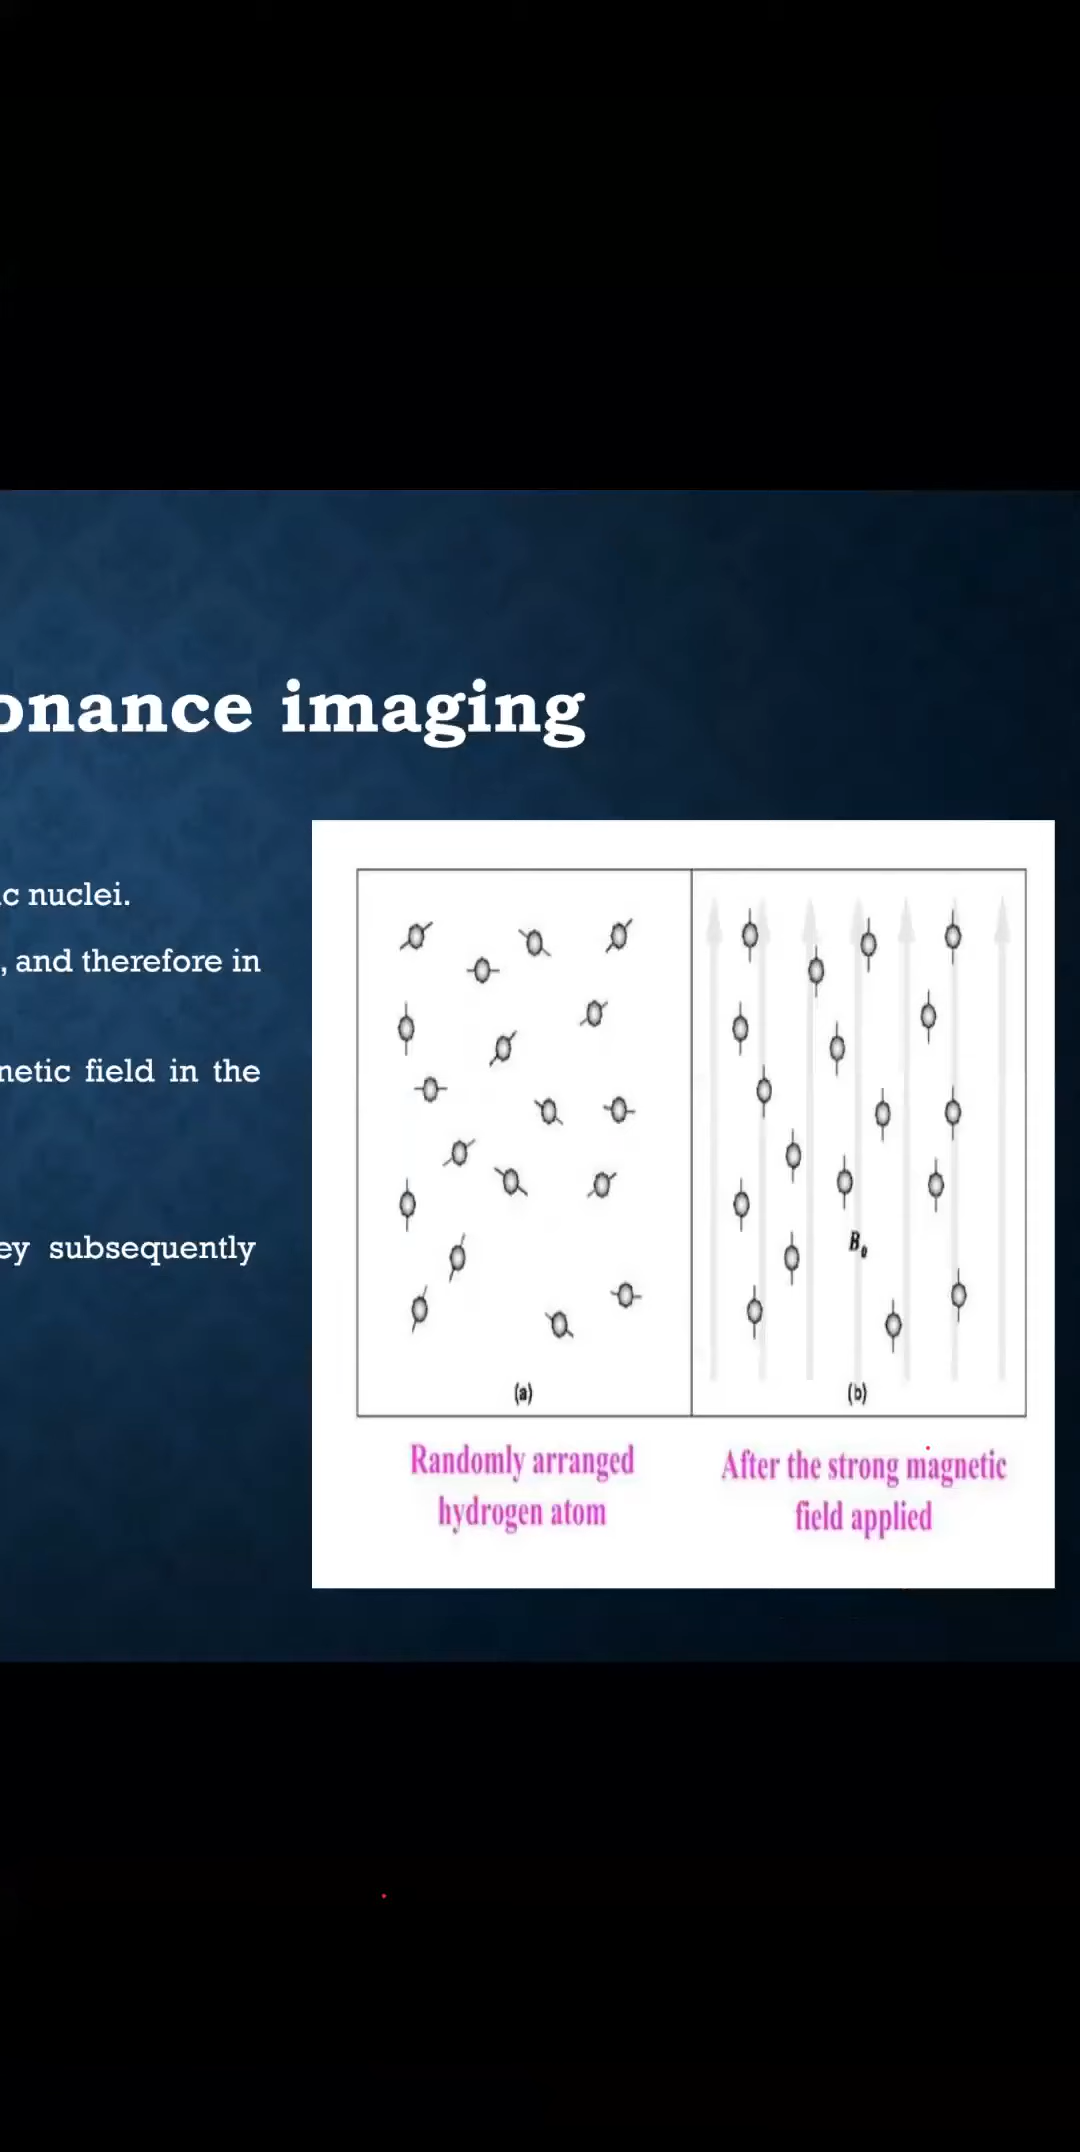 onance imaging
c nuclei.
, and therefore in
netic field in the
ey subsequently
B0
(a)
(b)
Randomly arranged
hydrogen atom
After the strong magnetic
field applied